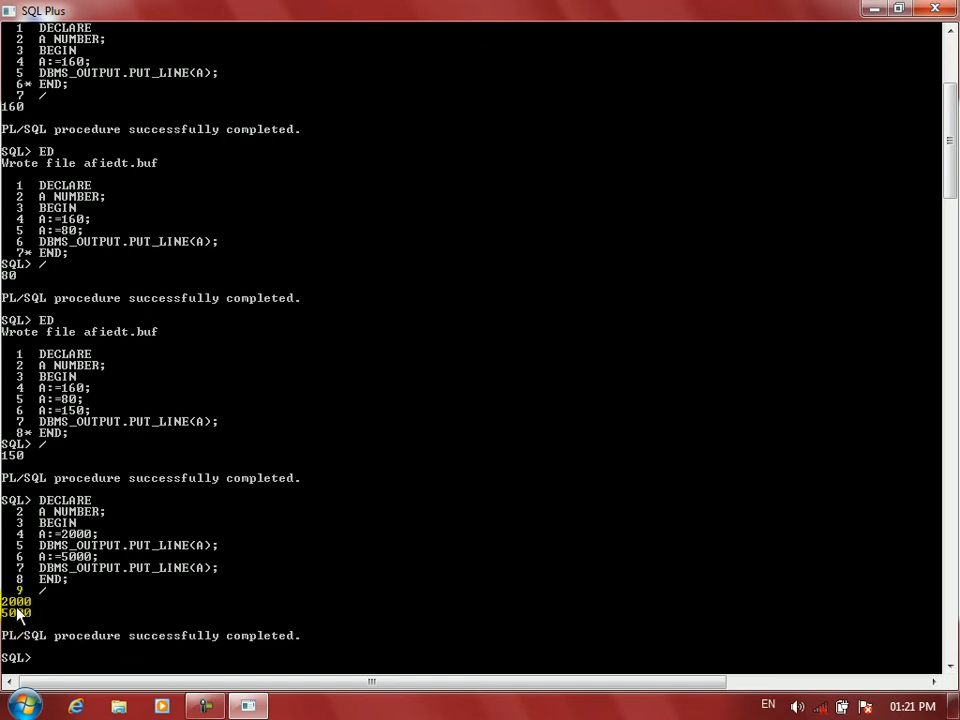 SQL Plus
1 DECLARE
2 A NUMBER;
3 BEGIN
4 A:=160;
5 DBMS_OUTPUT.PUT_LINE(A);
6* END;
7 /
160
PL/SQL procedure successfully completed.
SQL> ED
Wrote file afiedt.buf
1 DECLARE
2 A NUMBER;
3 BEGIN
4 A:=160;
5 A:=80;
6 DBMS_OUTPUT.PUT_LINE(A);
7* END;
SQL> /
80
PL/SQL procedure successfully completed.
SQL> ED
Wrote file afiedt.buf
1 DECLARE
2 A NUMBER;
3 BEGIN
4 A:=160;
5 A:=80;
6 A:=150;
7 DBMS_OUTPUT.PUT_LINE(A);
8* END;
SQL> /
150
PL/SQL procedure successfully completed.
SQL> DECLARE
2 A NUMBER;
3 BEGIN
4 A:=2000;
5 DBMS_OUTPUT.PUT_LINE(A);
6 A:=5000;
7 DBMS_OUTPUT.PUT_LINE(A);
8 END;
9 /
2000
5000
PL/SQL procedure successfully completed.
SQL>
EN
01:21 PM